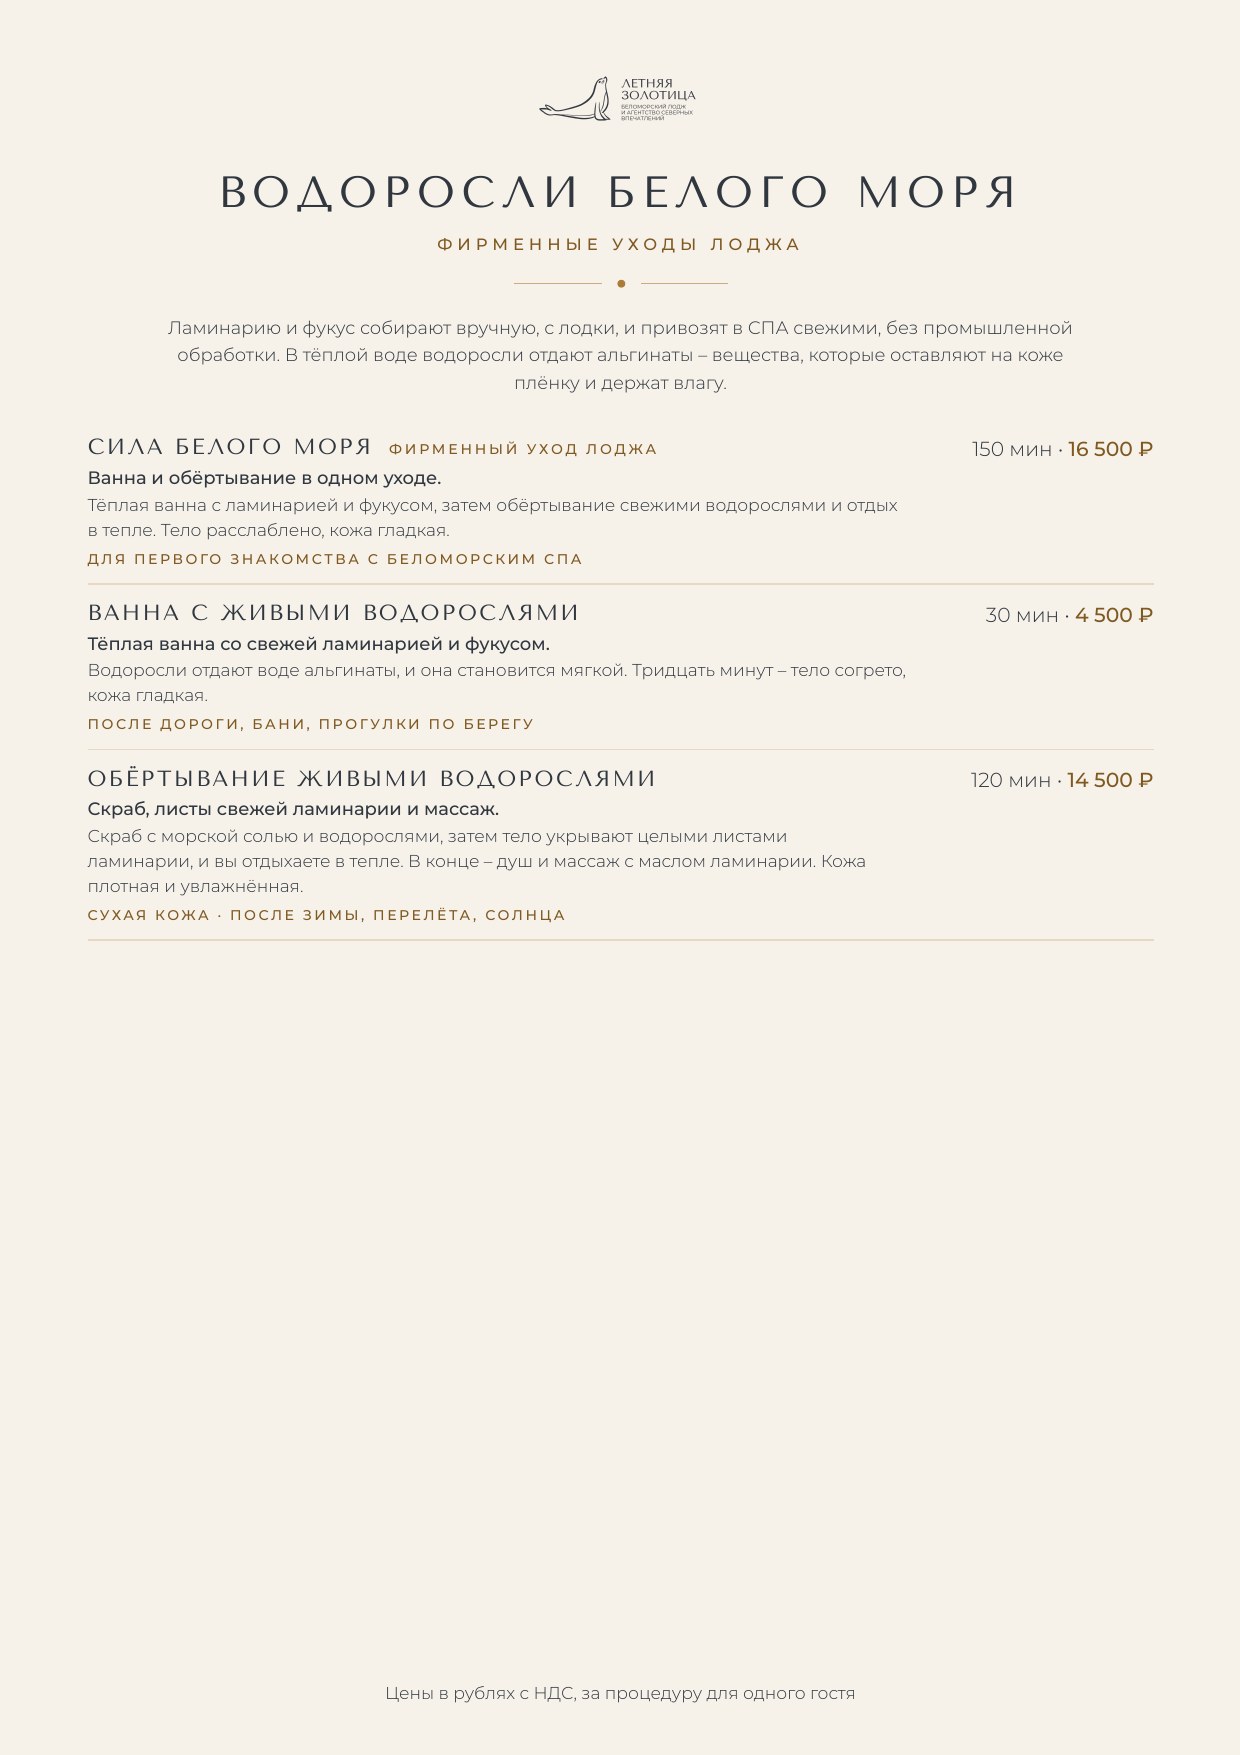 ЛЕТНЯЯ
ЗОЛОТИЦА
БЕЛОМОРСКИЙ ЛОДЖ
И АГЕНТСТВО СЕВЕРНЫХ
ВПЕЧАТЛЕНИЙ
ВОДОРОСЛИ БЕЛОГО МОРЯ
ФИРМЕННЫЕ УХОДЫ ЛОДЖА
Ламинарию и фукус собирают вручную, с лодки, и привозят в СПА свежими, без промышленной
обработки. В тёплой воде водоросли отдают альгинаты – вещества, которые оставляют на коже
плёнку и держат влагу.
СИЛА БЕЛОГО МОРЯ ФИРМЕННЫЙ УХОД ЛОДЖА 150 мин · 16 500 ₽
Ванна и обёртывание в одном уходе.
Тёплая ванна с ламинарией и фукусом, затем обёртывание свежими водорослями и отдых
в тепле. Тело расслаблено, кожа гладкая.
ДЛЯ ПЕРВОГО ЗНАКОМСТВА С БЕЛОМОРСКИМ СПА
ВАННА С ЖИВЫМИ ВОДОРОСЛЯМИ 30 мин · 4 500 ₽
Тёплая ванна со свежей ламинарией и фукусом.
Водоросли отдают воде альгинаты, и она становится мягкой. Тридцать минут – тело согрето,
кожа гладкая.
ПОСЛЕ ДОРОГИ, БАНИ, ПРОГУЛКИ ПО БЕРЕГУ
ОБЁРТЫВАНИЕ ЖИВЫМИ ВОДОРОСЛЯМИ 120 мин · 14 500 ₽
Скраб, листы свежей ламинарии и массаж.
Скраб с морской солью и водорослями, затем тело укрывают целыми листами
ламинарии, и вы отдыхаете в тепле. В конце – душ и массаж с маслом ламинарии. Кожа
плотная и увлажнённая.
СУХАЯ КОЖА · ПОСЛЕ ЗИМЫ, ПЕРЕЛЁТА, СОЛНЦА
Цены в рублях с НДС, за процедуру для одного гостя